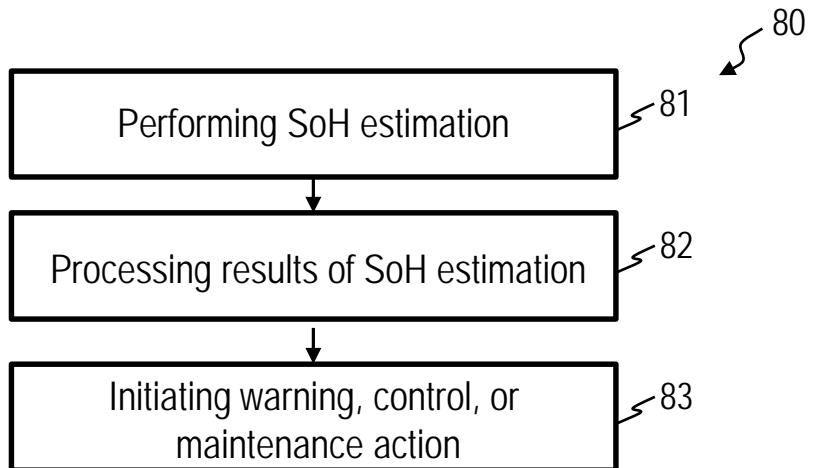 80
Performing SoH estimation
81
Processing results of SoH estimation
82
Initiating warning, control, or
maintenance action
83